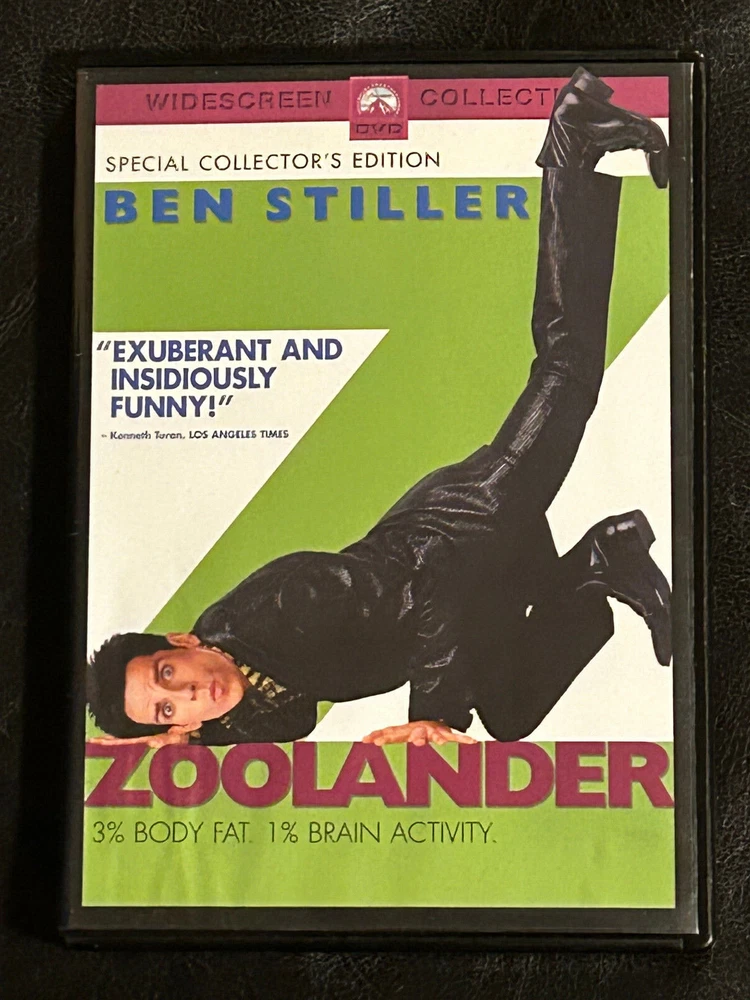 WIDESCREEN DVD COLLECTI
SPECIAL COLLECTOR'S EDITION
BEN STILLER
"EXUBERANT AND
INSIDIOUSLY
FUNNY!"
- Kenneth Turan, LOS ANGELES TIMES
ZOOLANDER
3% BODY FAT. 1% BRAIN ACTIVITY.